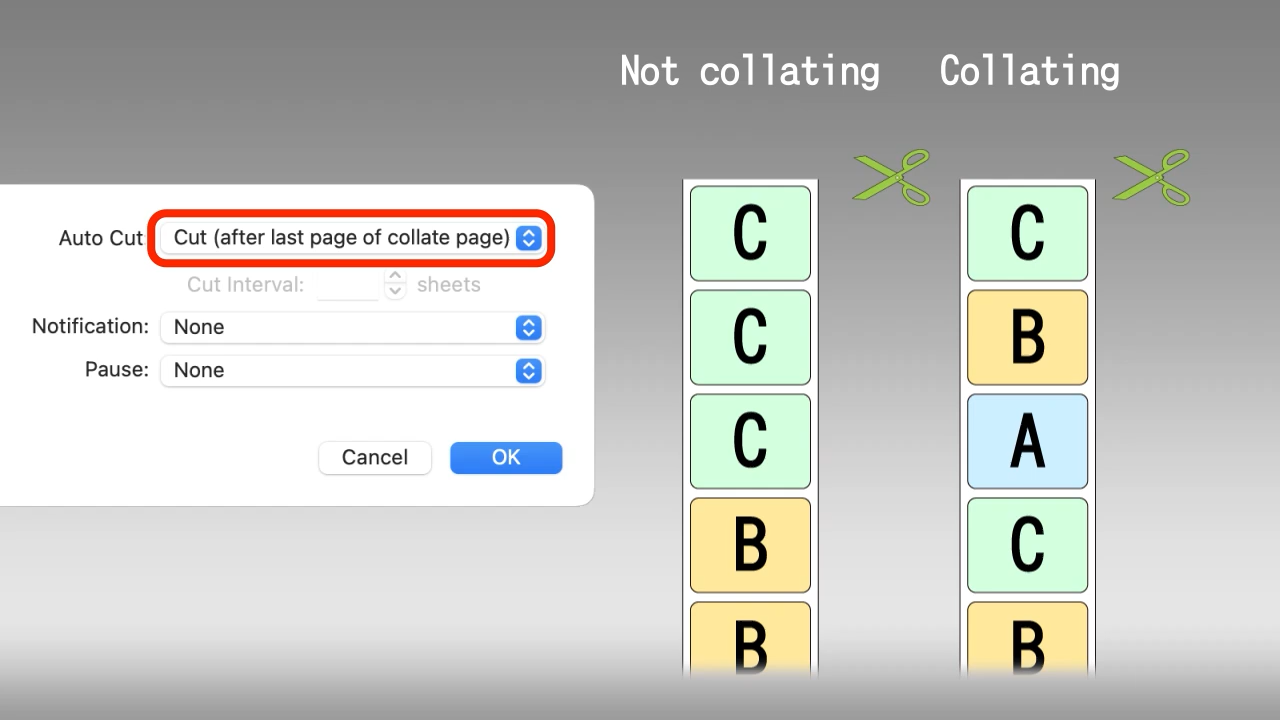 Not collating
Collating
Auto Cut
Cut (after last page of collate page)
Cut Interval:
sheets
Notification:
None
Pause:
None
Cancel
OK
C
C
C
B
B
C
B
A
C
B